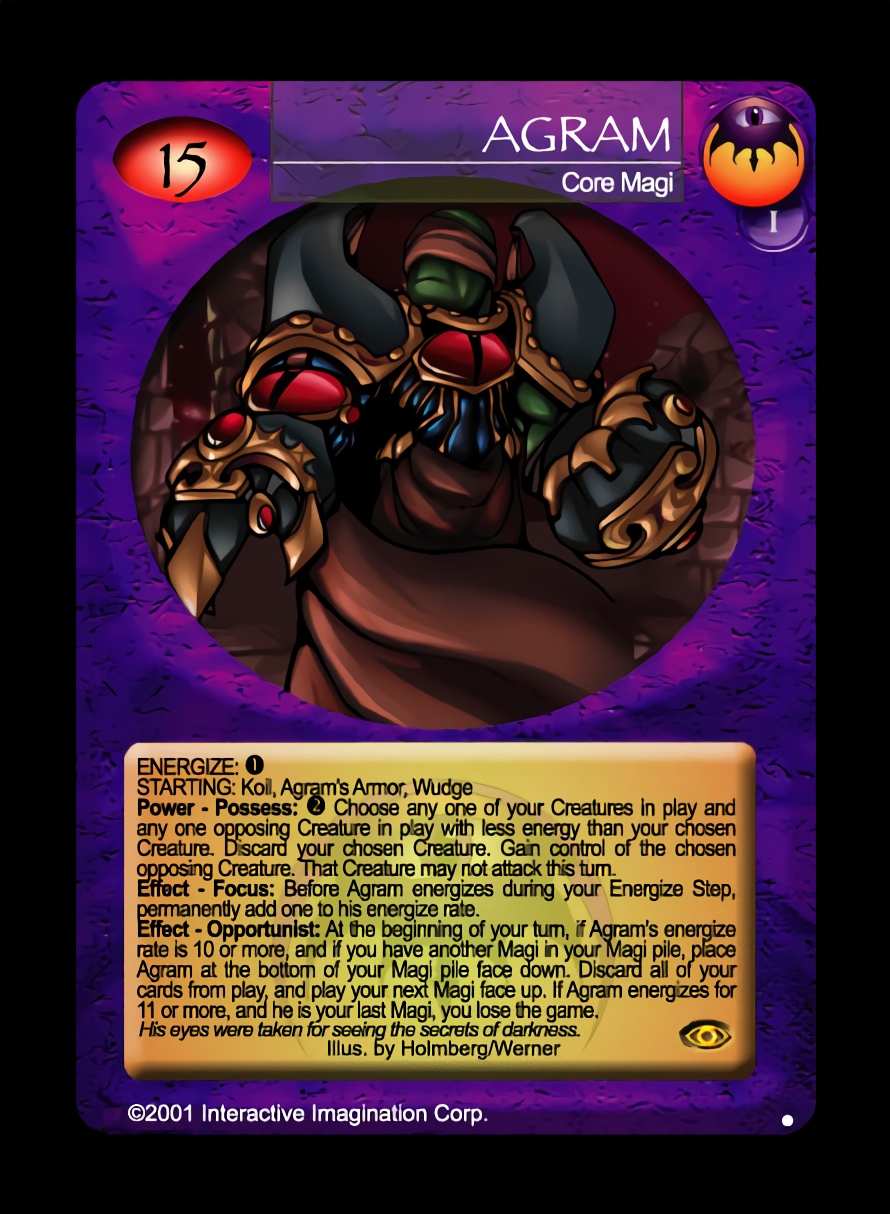 15
AGRAM
Core Magi
I
ENERGIZE: ❶
STARTING: Koil, Agram's Armor, Wudge
Power - Possess: ❷ Choose any one of your Creatures in play and
any one opposing Creature in play with less energy than your chosen
Creature. Discard your chosen Creature. Gain control of the chosen
opposing Creature. That Creature may not attack this turn.
Effect - Focus: Before Agram energizes during your Energize Step,
permanently add one to his energize rate.
Effect - Opportunist: At the beginning of your turn, if Agram's energize
rate is 10 or more, and if you have another Magi in your Magi pile, place
Agram at the bottom of your Magi pile face down. Discard all of your
cards from play, and play your next Magi face up. If Agram energizes for
11 or more, and he is your last Magi, you lose the game.
His eyes were taken for seeing the secrets of darkness.
Illus. by Holmberg/Werner
©2001 Interactive Imagination Corp.